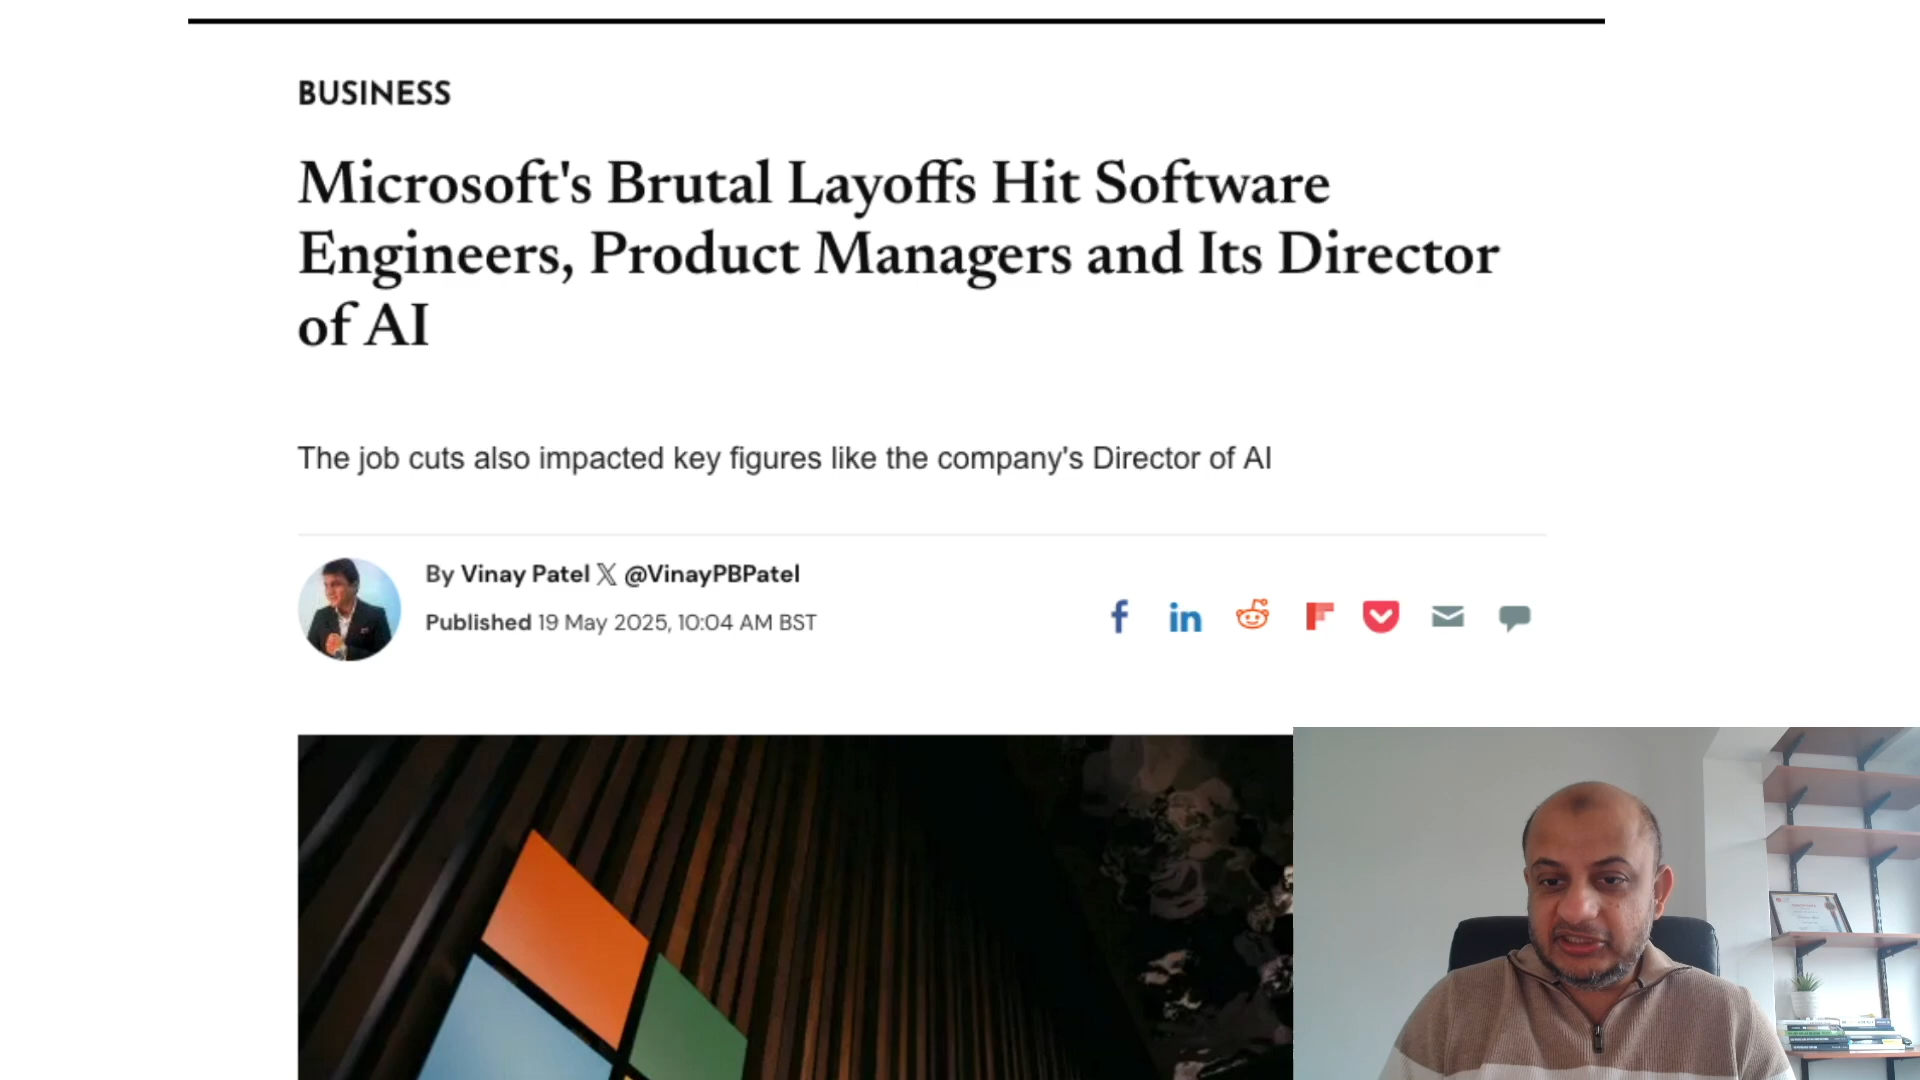 BUSINESS
Microsoft's Brutal Layoffs Hit Software
Engineers, Product Managers and Its Director
of AI
The job cuts also impacted key figures like the company's Director of AI
By Vinay Patel X @VinayPBPatel
Published 19 May 2025, 10:04 AM BST